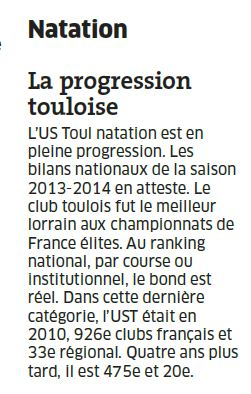 Natation
La progression
touloise
L'US Toul natation est en
pleine progression. Les
bilans nationaux de la saison
2013-2014 en atteste. Le
club toulois fut le meilleur
lorrain aux championnats de
France élites. Au ranking
national, par course ou
institutionnel, le bond est
réel. Dans cette dernière
catégorie, l'UST était en
2010, 926e clubs français et
33e régional. Quatre ans plus
tard, il est 475e et 20e.